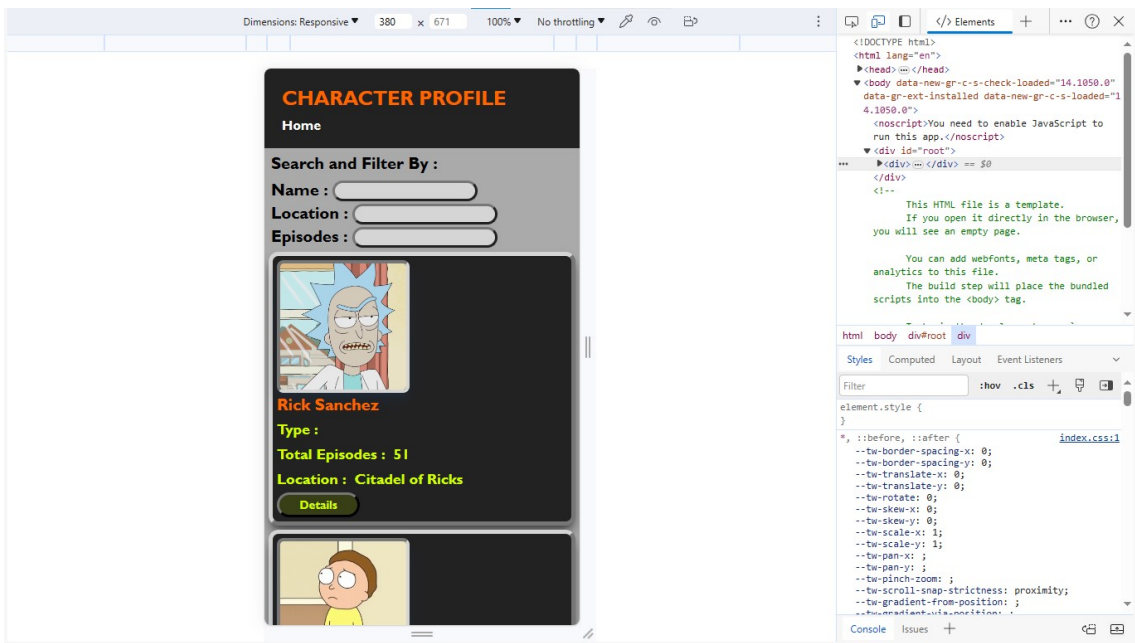 Dimensions: Responsive ▼ 380 x 671 100% ▼ No throttling ▼
CHARACTER PROFILE
Home
Search and Filter By :
Name :
Location :
Episodes :
Rick Sanchez
Type :
Total Episodes : 51
Location : Citadel of Ricks
Details
</> Elements
<!DOCTYPE html>
<html lang="en">
<head> ... </head>
<body data-new-gr-c-s-check-loaded="14.1050.0"
data-gr-ext-installed data-new-gr-c-s-loaded="1
4.1050.0">
<noscript>You need to enable JavaScript to
run this app.</noscript>
<div id="root">
... <div> ... </div> == $0
</div>
<!--
This HTML file is a template.
If you open it directly in the browser,
you will see an empty page.
You can add webfonts, meta tags, or
analytics to this file.
The build step will place the bundled
scripts into the <body> tag.
html body div#root div
Styles Computed Layout Event Listeners
Filter :hov .cls
element.style {
}
*, ::before, ::after { index.css:1
--tw-border-spacing-x: 0;
--tw-border-spacing-y: 0;
--tw-translate-x: 0;
--tw-translate-y: 0;
--tw-rotate: 0;
--tw-skew-x: 0;
--tw-skew-y: 0;
--tw-scale-x: 1;
--tw-scale-y: 1;
--tw-pan-x: ;
--tw-pan-y: ;
--tw-pinch-zoom: ;
--tw-scroll-snap-strictness: proximity;
--tw-gradient-from-position: ;
--tw-gradient-via-position: ;
Console Issues